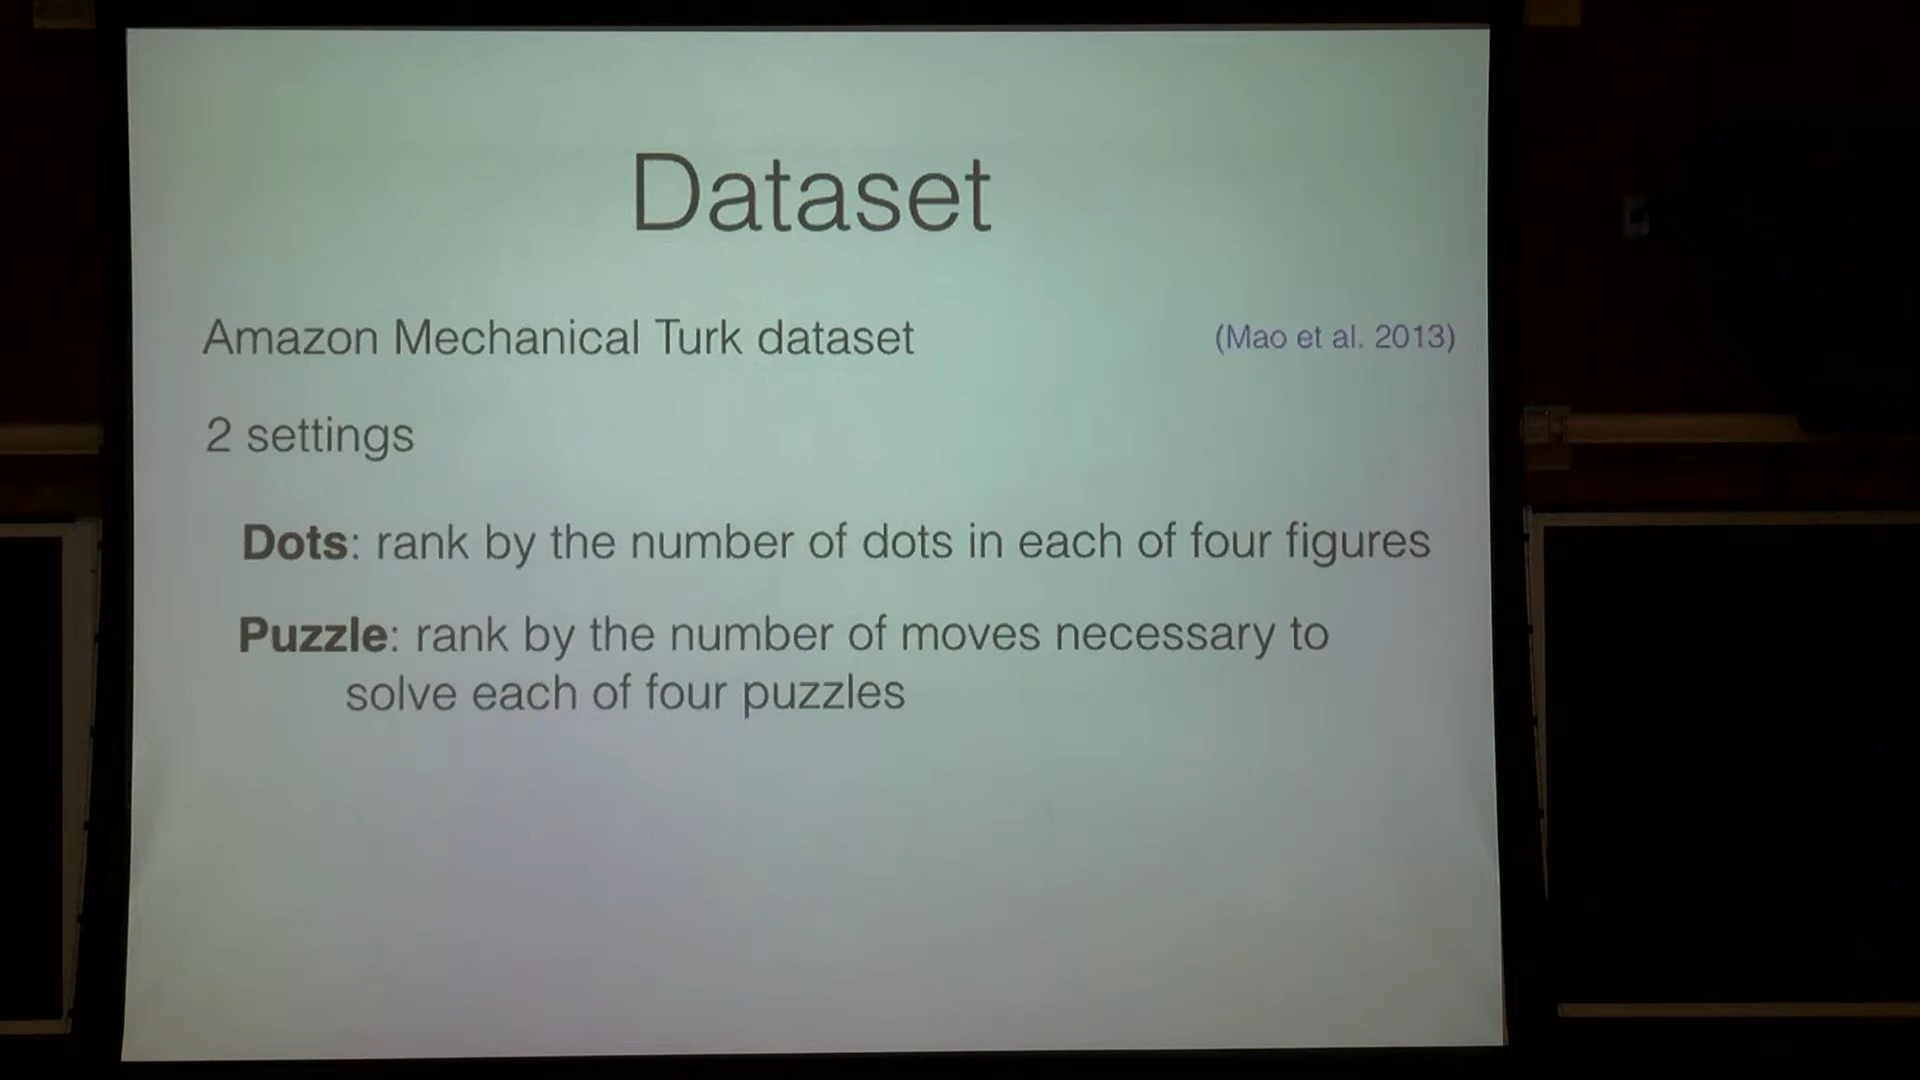 Dataset
Amazon Mechanical Turk dataset (Mao et al. 2013)
2 settings
Dots: rank by the number of dots in each of four figures
Puzzle: rank by the number of moves necessary to
solve each of four puzzles